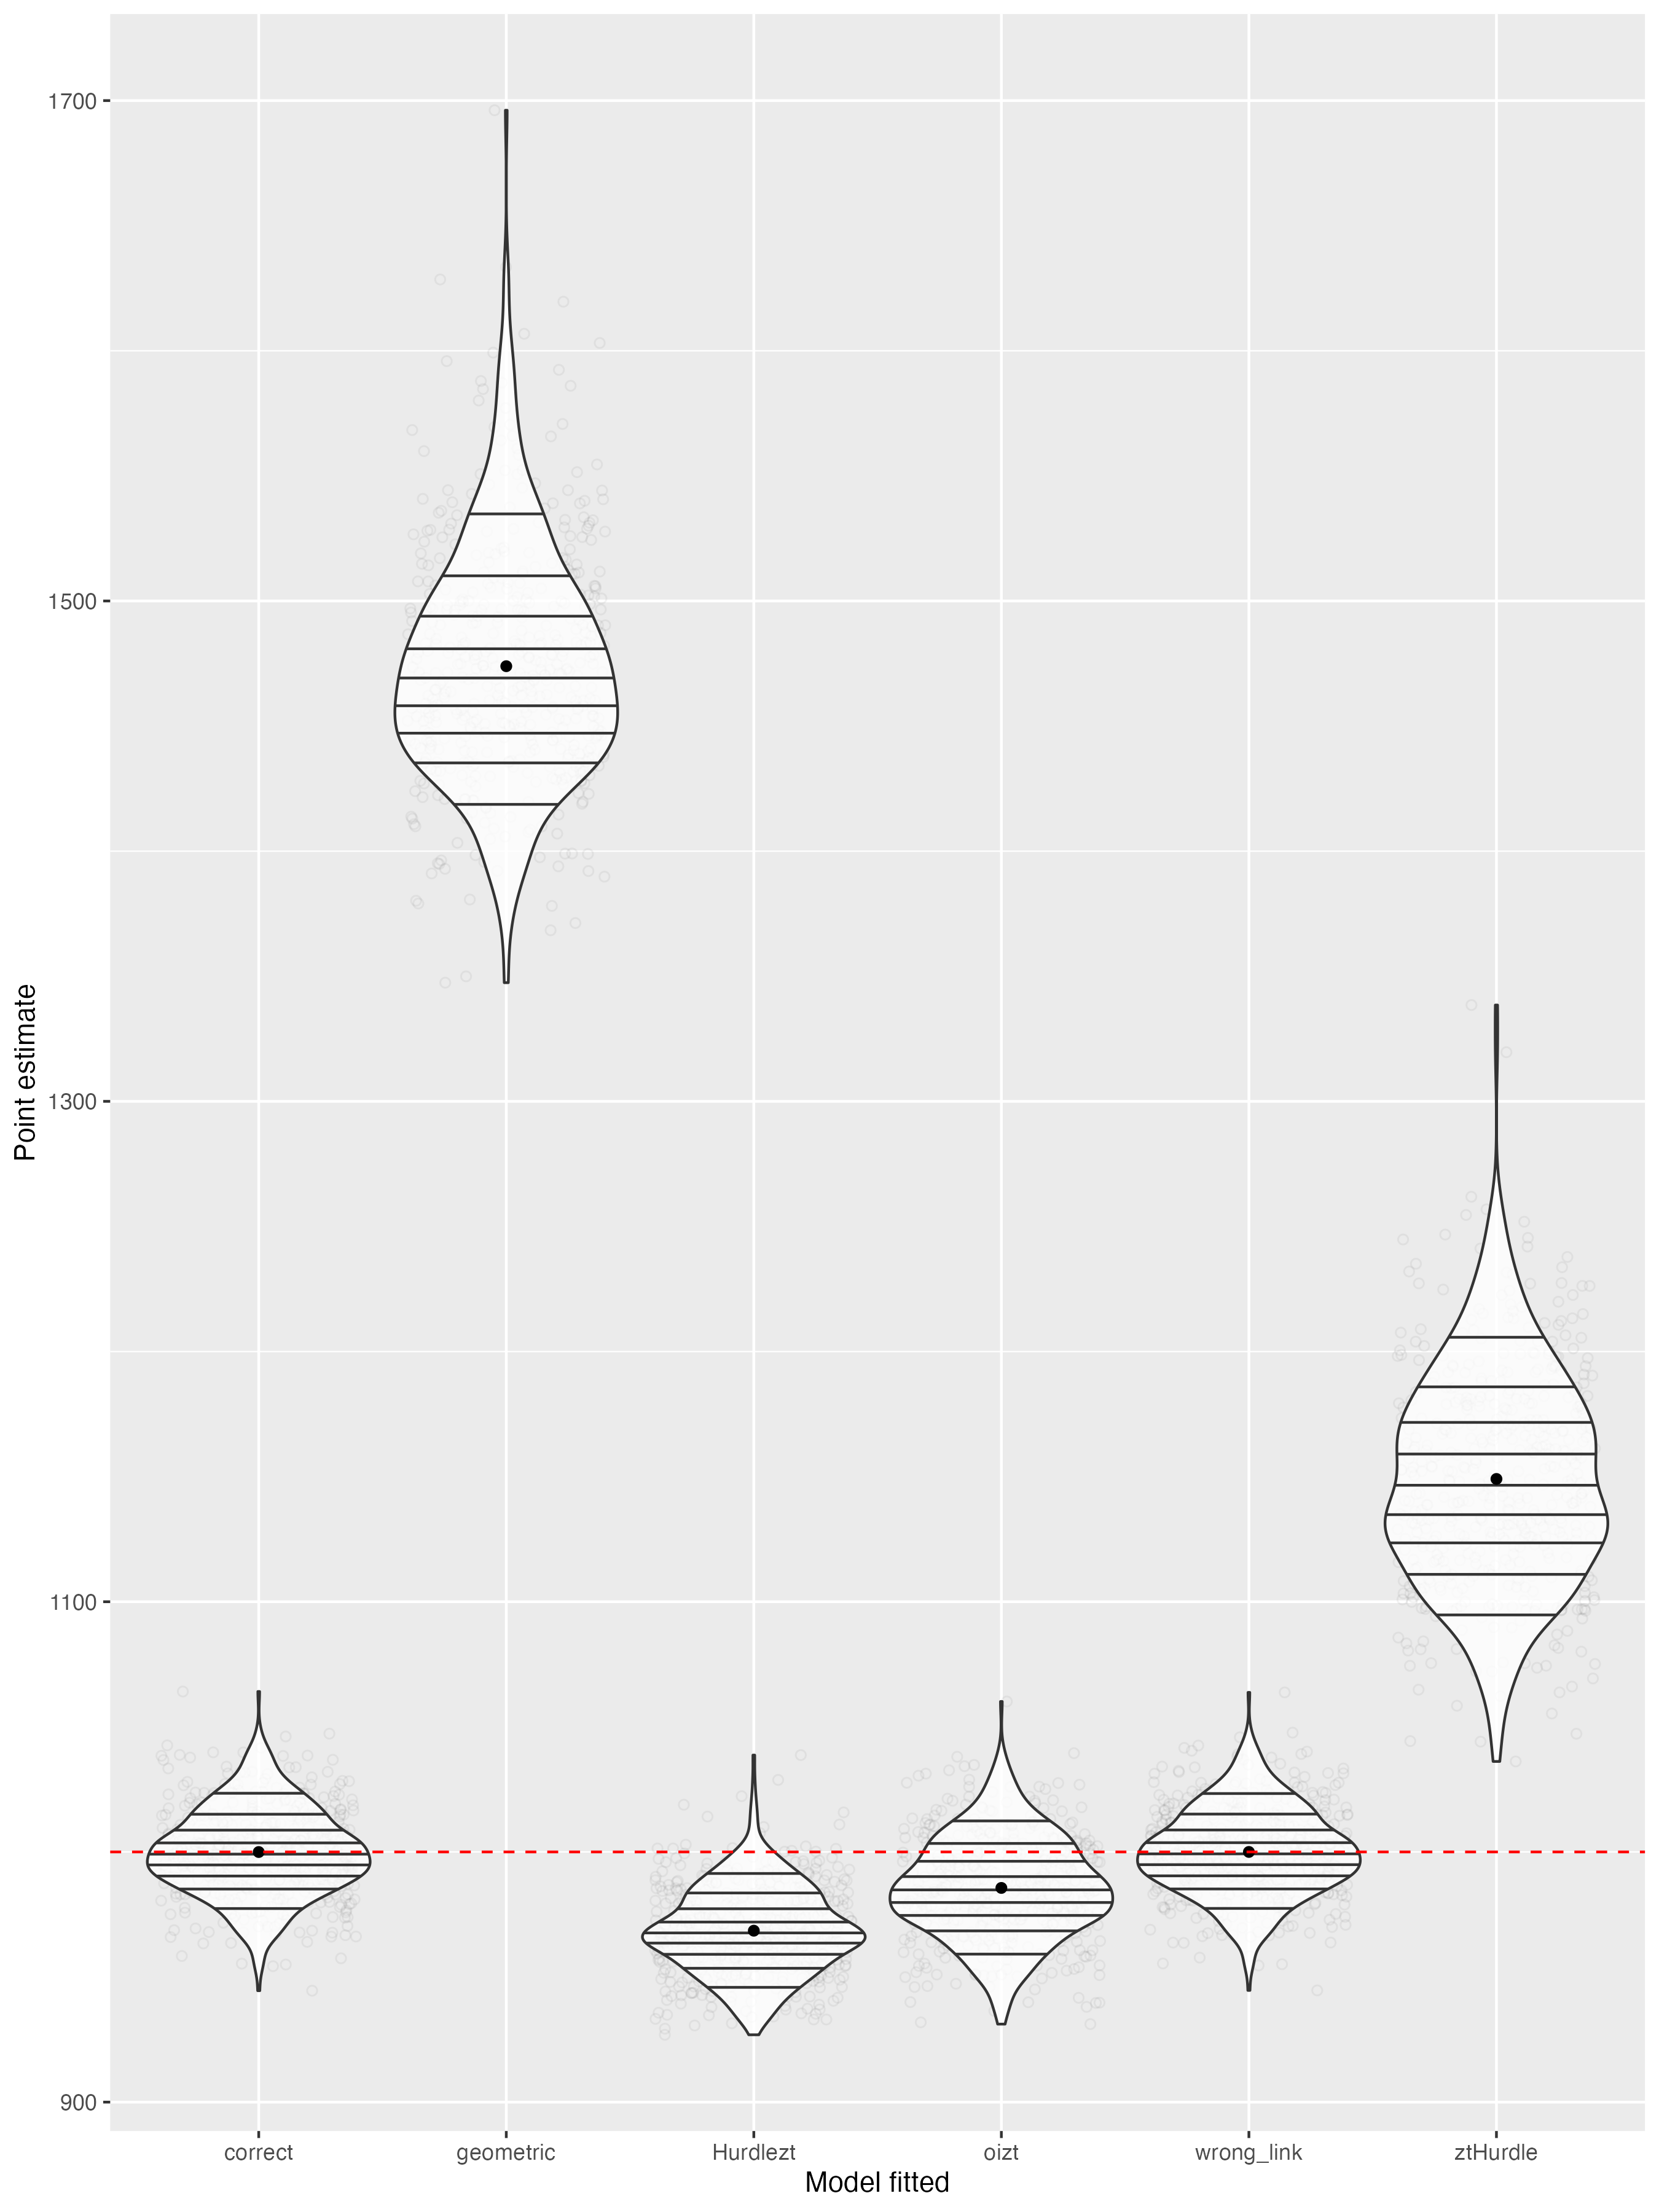 Point estimate
1700
1500
1300
1100
900
correct
geometric
Hurdlezt
oizt
wrong_link
ztHurdle
Model fitted